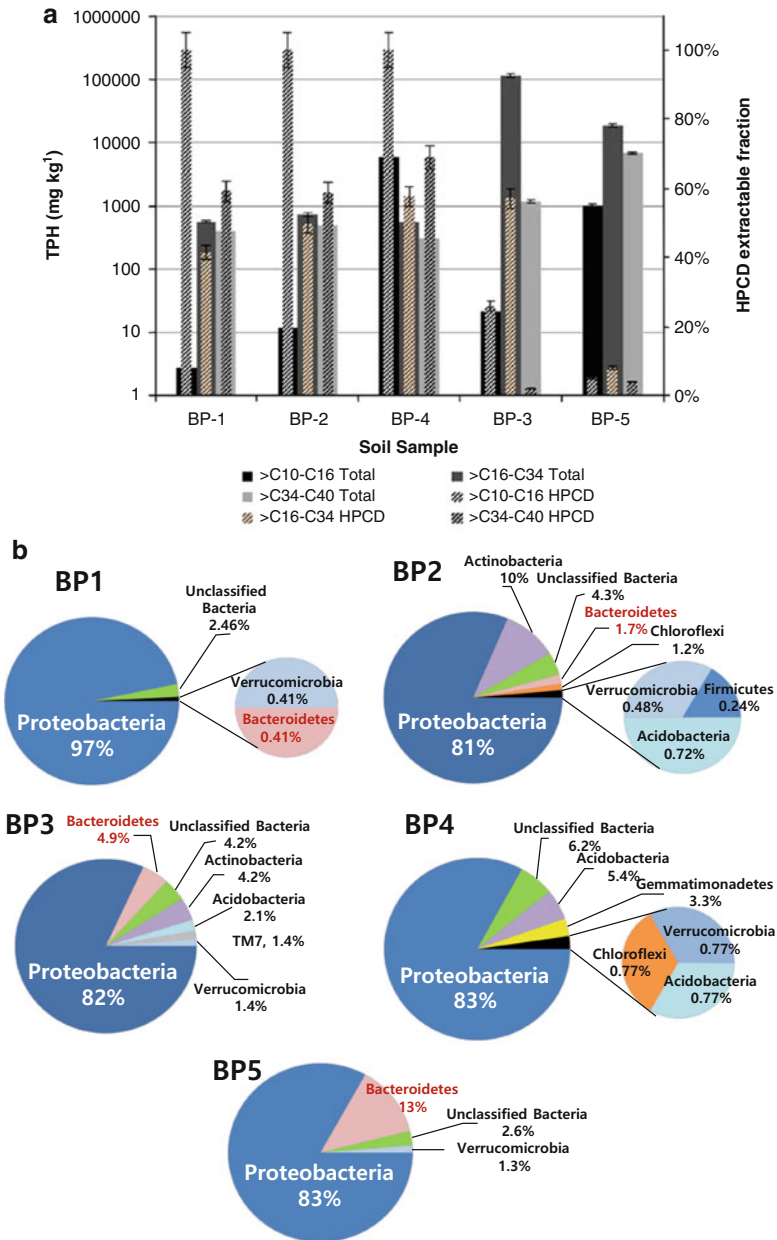 a
1000000
100000
10000
1000
100
10
1
TPH (mg kg1)
100%
80%
60%
40%
20%
0%
HPCD extractable fraction
BP-1 BP-2 BP-4 BP-3 BP-5
Soil Sample
>C10-C16 Total >C16-C34 Total
>C34-C40 Total >C10-C16 HPCD
>C16-C34 HPCD >C34-C40 HPCD
b
BP1
Unclassified
Bacteria
2.46%
Proteobacteria
97%
Verrucomicrobia
0.41%
Bacteroidetes
0.41%
BP2
Actinobacteria
10%
Unclassified Bacteria
4.3%
Bacteroidetes
1.7%
Chloroflexi
1.2%
Proteobacteria
81%
Verrucomicrobia
0.48%
Firmicutes
0.24%
Acidobacteria
0.72%
BP3
Bacteroidetes
4.9%
Unclassified Bacteria
4.2%
Actinobacteria
4.2%
Acidobacteria
2.1%
TM7, 1.4%
Verrucomicrobia
1.4%
Proteobacteria
82%
BP4
Unclassified Bacteria
6.2%
Acidobacteria
5.4%
Gemmatimonadetes
3.3%
Proteobacteria
83%
Verrucomicrobia
0.77%
Chloroflexi
0.77%
Acidobacteria
0.77%
BP5
Bacteroidetes
13%
Unclassified Bacteria
2.6%
Verrucomicrobia
1.3%
Proteobacteria
83%